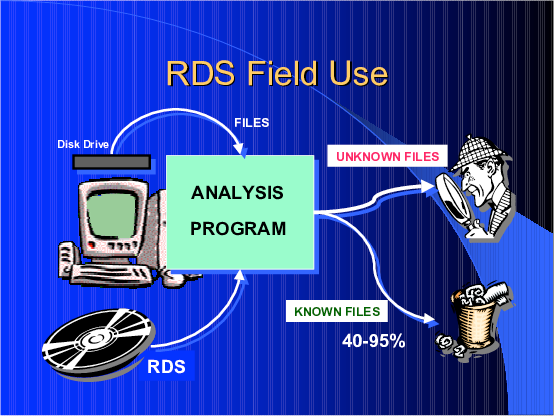 RDS Field Use
FILES
Disk Drive
UNKNOWN FILES
ANALYSIS
PROGRAM
KNOWN FILES
40-95%
RDS